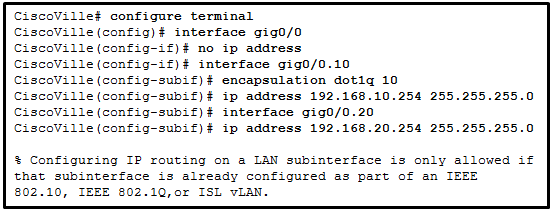 CiscoVille# configure terminal
CiscoVille(config)# interface gig0/0
CiscoVille(config-if)# no ip address
CiscoVille(config-if)# interface gig0/0.10
CiscoVille(config-subif)# encapsulation dot1q 10
CiscoVille(config-subif)# ip address 192.168.10.254 255.255.255.0
CiscoVille(config-subif)# interface gig0/0.20
CiscoVille(config-subif)# ip address 192.168.20.254 255.255.255.0
% Configuring IP routing on a LAN subinterface is only allowed if
that subinterface is already configured as part of an IEEE
802.10, IEEE 802.1Q,or ISL vLAN.